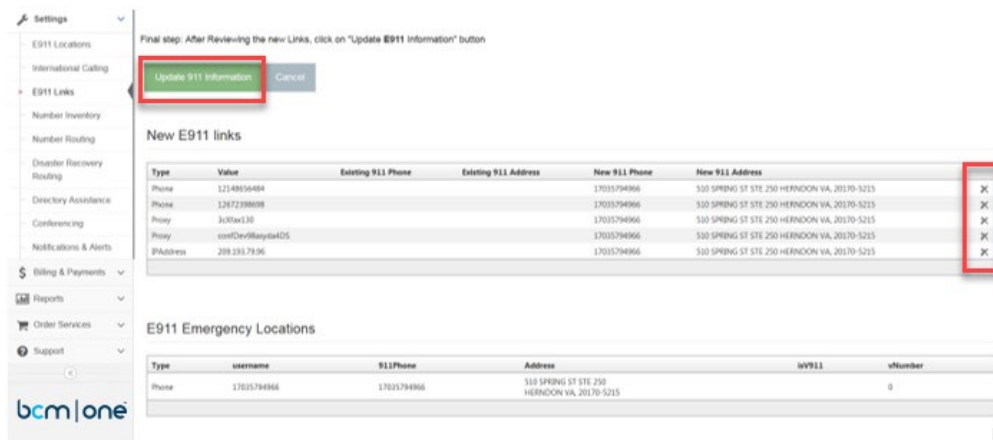 Settings
E911 Locations
International Calling
E911 Links
Number Inventory
Number Routing
Disaster Recovery
Routing
Directory Assistance
Conferencing
Notifications & Alerts
$ Billing & Payments
Reports
Order Services
Support
bcm|one
Final step: After Reviewing the new Links, click on "Update E911 Information" button
Update 911 Information Cancel
New E911 links
Type Value Existing 911 Phone Existing 911 Address New 911 Phone New 911 Address
Phone 12148656484 17035794966 510 SPRING ST STE 250 HERNDON VA, 20170-5215 X
Phone 12672398698 17035794966 510 SPRING ST STE 250 HERNDON VA, 20170-5215 X
Proxy 17035794966 510 SPRING ST STE 250 HERNDON VA, 20170-5215 X
Proxy 17035794966 510 SPRING ST STE 250 HERNDON VA, 20170-5215 X
IPAddress 209.193.79.96 17035794966 510 SPRING ST STE 250 HERNDON VA, 20170-5215 X
E911 Emergency Locations
Type username 911Phone Address isV911 vNumber
Phone 17035794966 17035794966 510 SPRING ST STE 250 0
HERNDON VA, 20170-5215